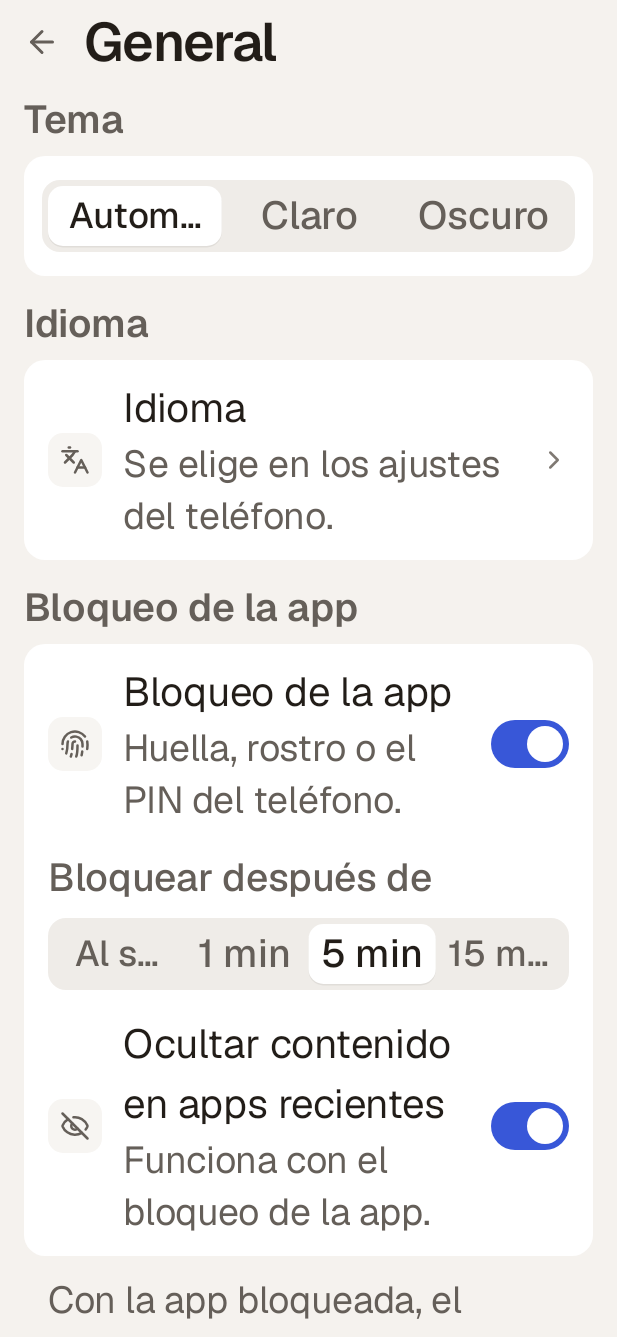 General
Tema
Autom...
Claro
Oscuro
Idioma
Idioma
Se elige en los ajustes
del teléfono.
Bloqueo de la app
Bloqueo de la app
Huella, rostro o el
PIN del teléfono.
Bloquear después de
Al s...
1 min
5 min
15 m...
Ocultar contenido
en apps recientes
Funciona con el
bloqueo de la app.
Con la app bloqueada, el